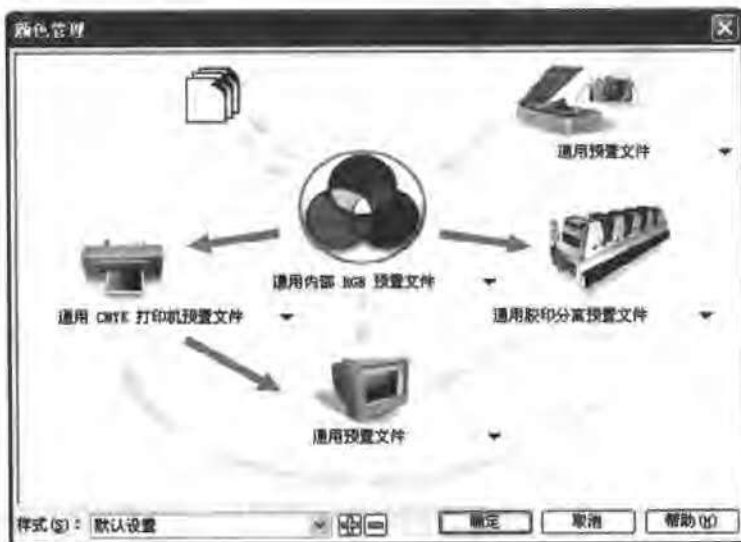 颜色管理
通用预置文件
通用内部 RGB 预置文件
通用 CMYK 打印机预置文件
通用胶印分离预置文件
通用预置文件
样式(S)： 默认设置
确定
取消
帮助(H)